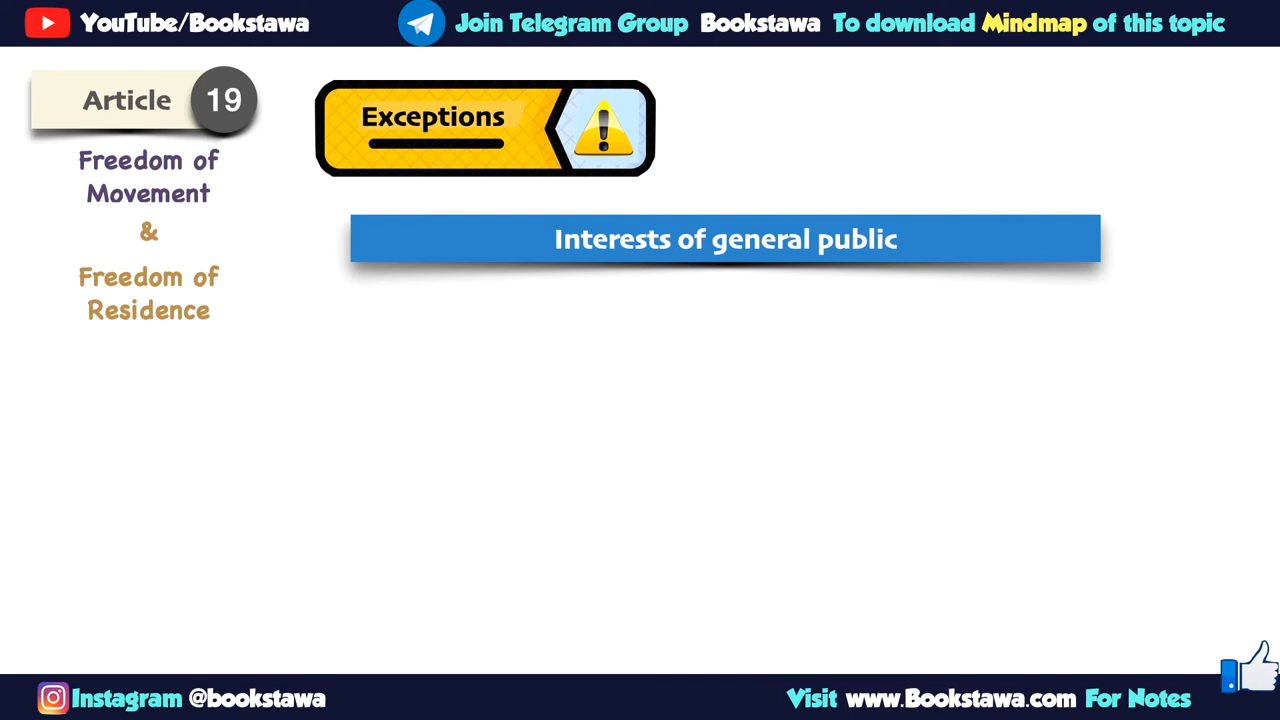 YouTube/Bookstawa
Join Telegram Group Bookstawa To download Mindmap of this topic
Article 19
Freedom of
Movement
&
Freedom of
Residence
Exceptions
Interests of general public
Instagram @bookstawa
Visit www.Bookstawa.com For Notes